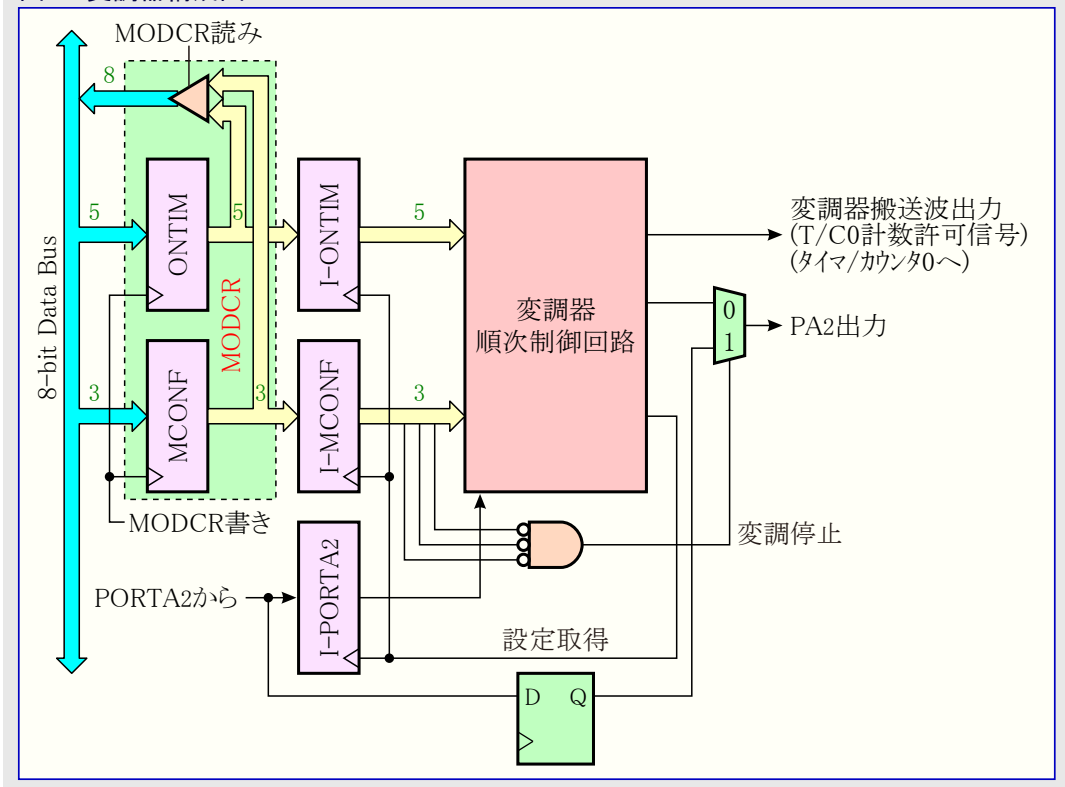 MODCR読み
8
8-bit Data Bus
5
ONTIM
5
I-ONTIM
5
MODCR
3
MCONF
3
I-MCONF
3
変調器
順次制御回路
変調器搬送波出力
(T/C0計数許可信号)
(タイマ/カウンタ0へ)
0
1
PA2出力
MODCR書き
変調停止
PORTA2から
I-PORTA2
設定取得
D
Q